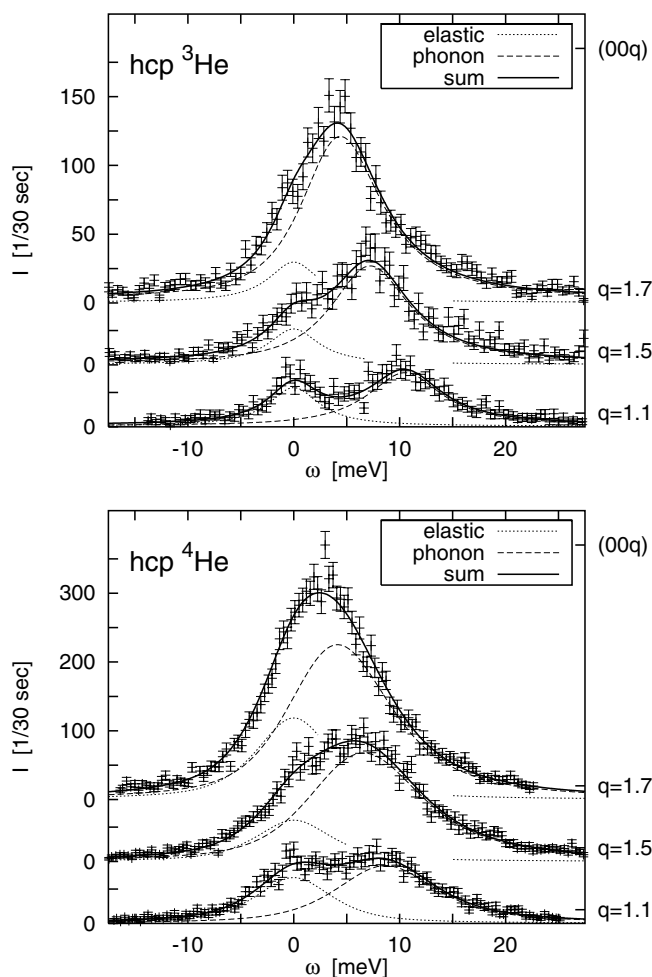 hcp ³He
elastic
phonon
sum
(00q)
I [1/30 sec]
150
100
50
0
0
0
q=1.7
q=1.5
q=1.1
-10 0 10 20
ω [meV]
hcp ⁴He
elastic
phonon
sum
(00q)
I [1/30 sec]
300
200
100
0
0
0
q=1.7
q=1.5
q=1.1
-10 0 10 20
ω [meV]